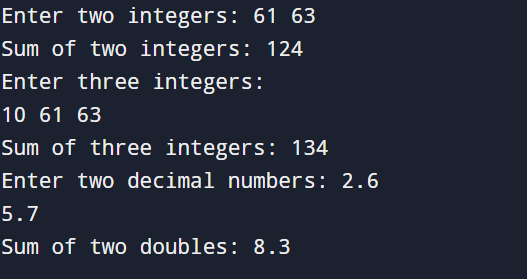 Enter two integers: 61 63
Sum of two integers: 124
Enter three integers:
10 61 63
Sum of three integers: 134
Enter two decimal numbers: 2.6
5.7
Sum of two doubles: 8.3